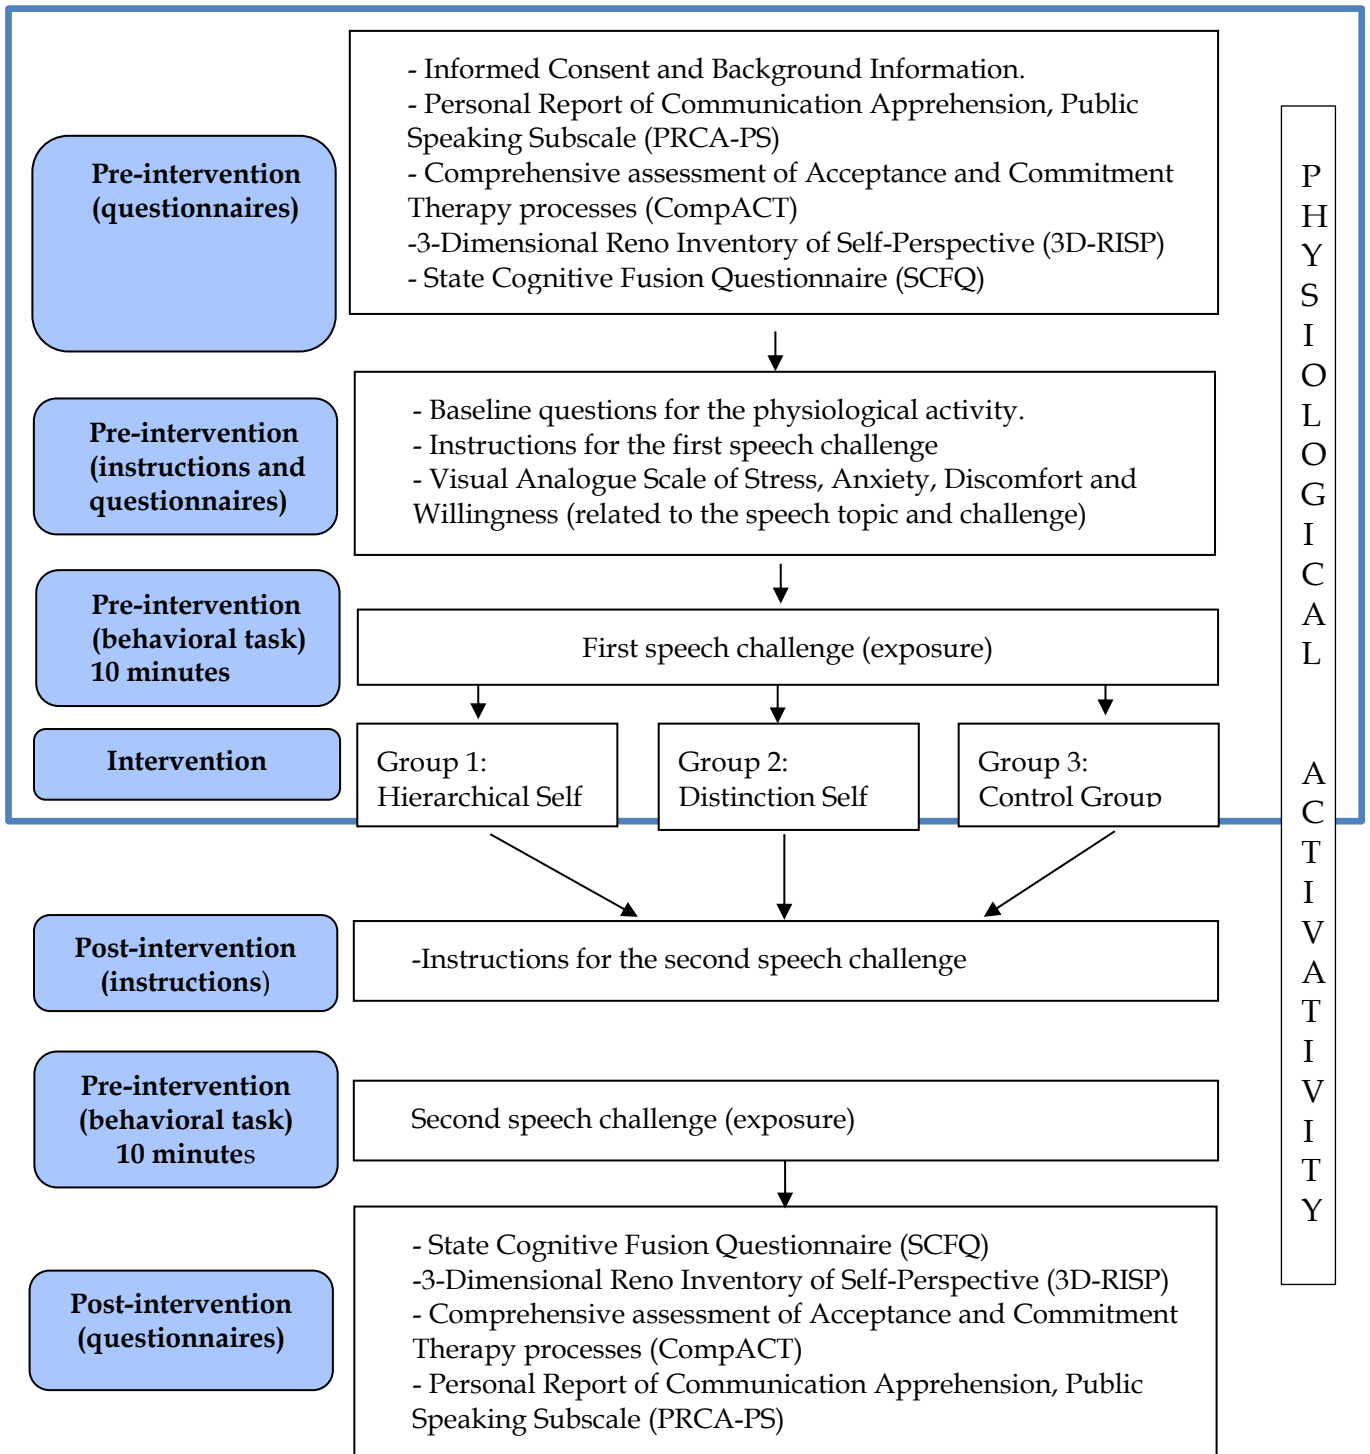 - Informed Consent and Background Information.
- Personal Report of Communication Apprehension, Public
Speaking Subscale (PRCA-PS)
- Comprehensive assessment of Acceptance and Commitment
Therapy processes (CompACT)
-3-Dimensional Reno Inventory of Self-Perspective (3D-RISP)
- State Cognitive Fusion Questionnaire (SCFQ)
Pre-intervention
(questionnaires)
Pre-intervention
(instructions and
questionnaires)
- Baseline questions for the physiological activity.
- Instructions for the first speech challenge
- Visual Analogue Scale of Stress, Anxiety, Discomfort and
Willingness (related to the speech topic and challenge)
Pre-intervention
(behavioral task)
10 minutes
First speech challenge (exposure)
Intervention
Group 1:
Hierarchical Self
Group 2:
Distinction Self
Group 3:
Control Group
Post-intervention
(instructions)
-Instructions for the second speech challenge
Pre-intervention
(behavioral task)
10 minutes
Second speech challenge (exposure)
Post-intervention
(questionnaires)
- State Cognitive Fusion Questionnaire (SCFQ)
-3-Dimensional Reno Inventory of Self-Perspective (3D-RISP)
- Comprehensive assessment of Acceptance and Commitment
Therapy processes (CompACT)
- Personal Report of Communication Apprehension, Public
Speaking Subscale (PRCA-PS)
PHYSIOLOGICAL ACTIVATIVITY